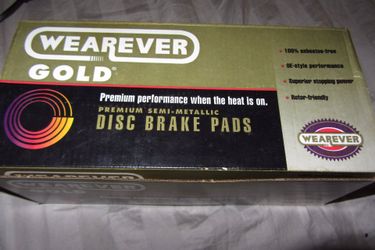 WEAREVER
GOLD®
Premium performance when the heat is on.
PREMIUM SEMI-METALLIC
DISC BRAKE PADS
• 100% asbestos-free
• OE-style performance
• Superior stopping power
• Rotor-friendly
WEAREVER